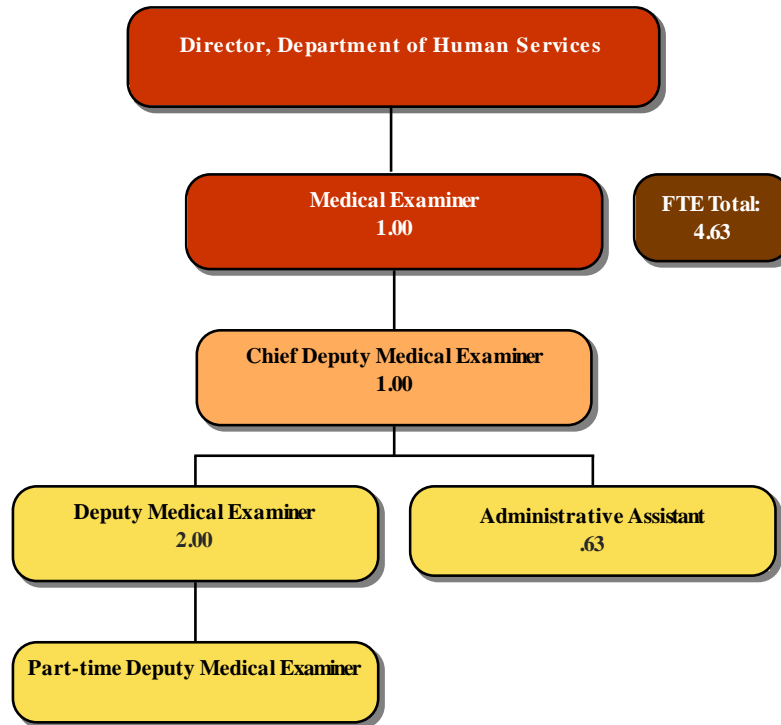 Director, Department of Human Services
Medical Examiner
1.00
FTE Total:
4.63
Chief Deputy Medical Examiner
1.00
Deputy Medical Examiner
2.00
Administrative Assistant
.63
Part-time Deputy Medical Examiner